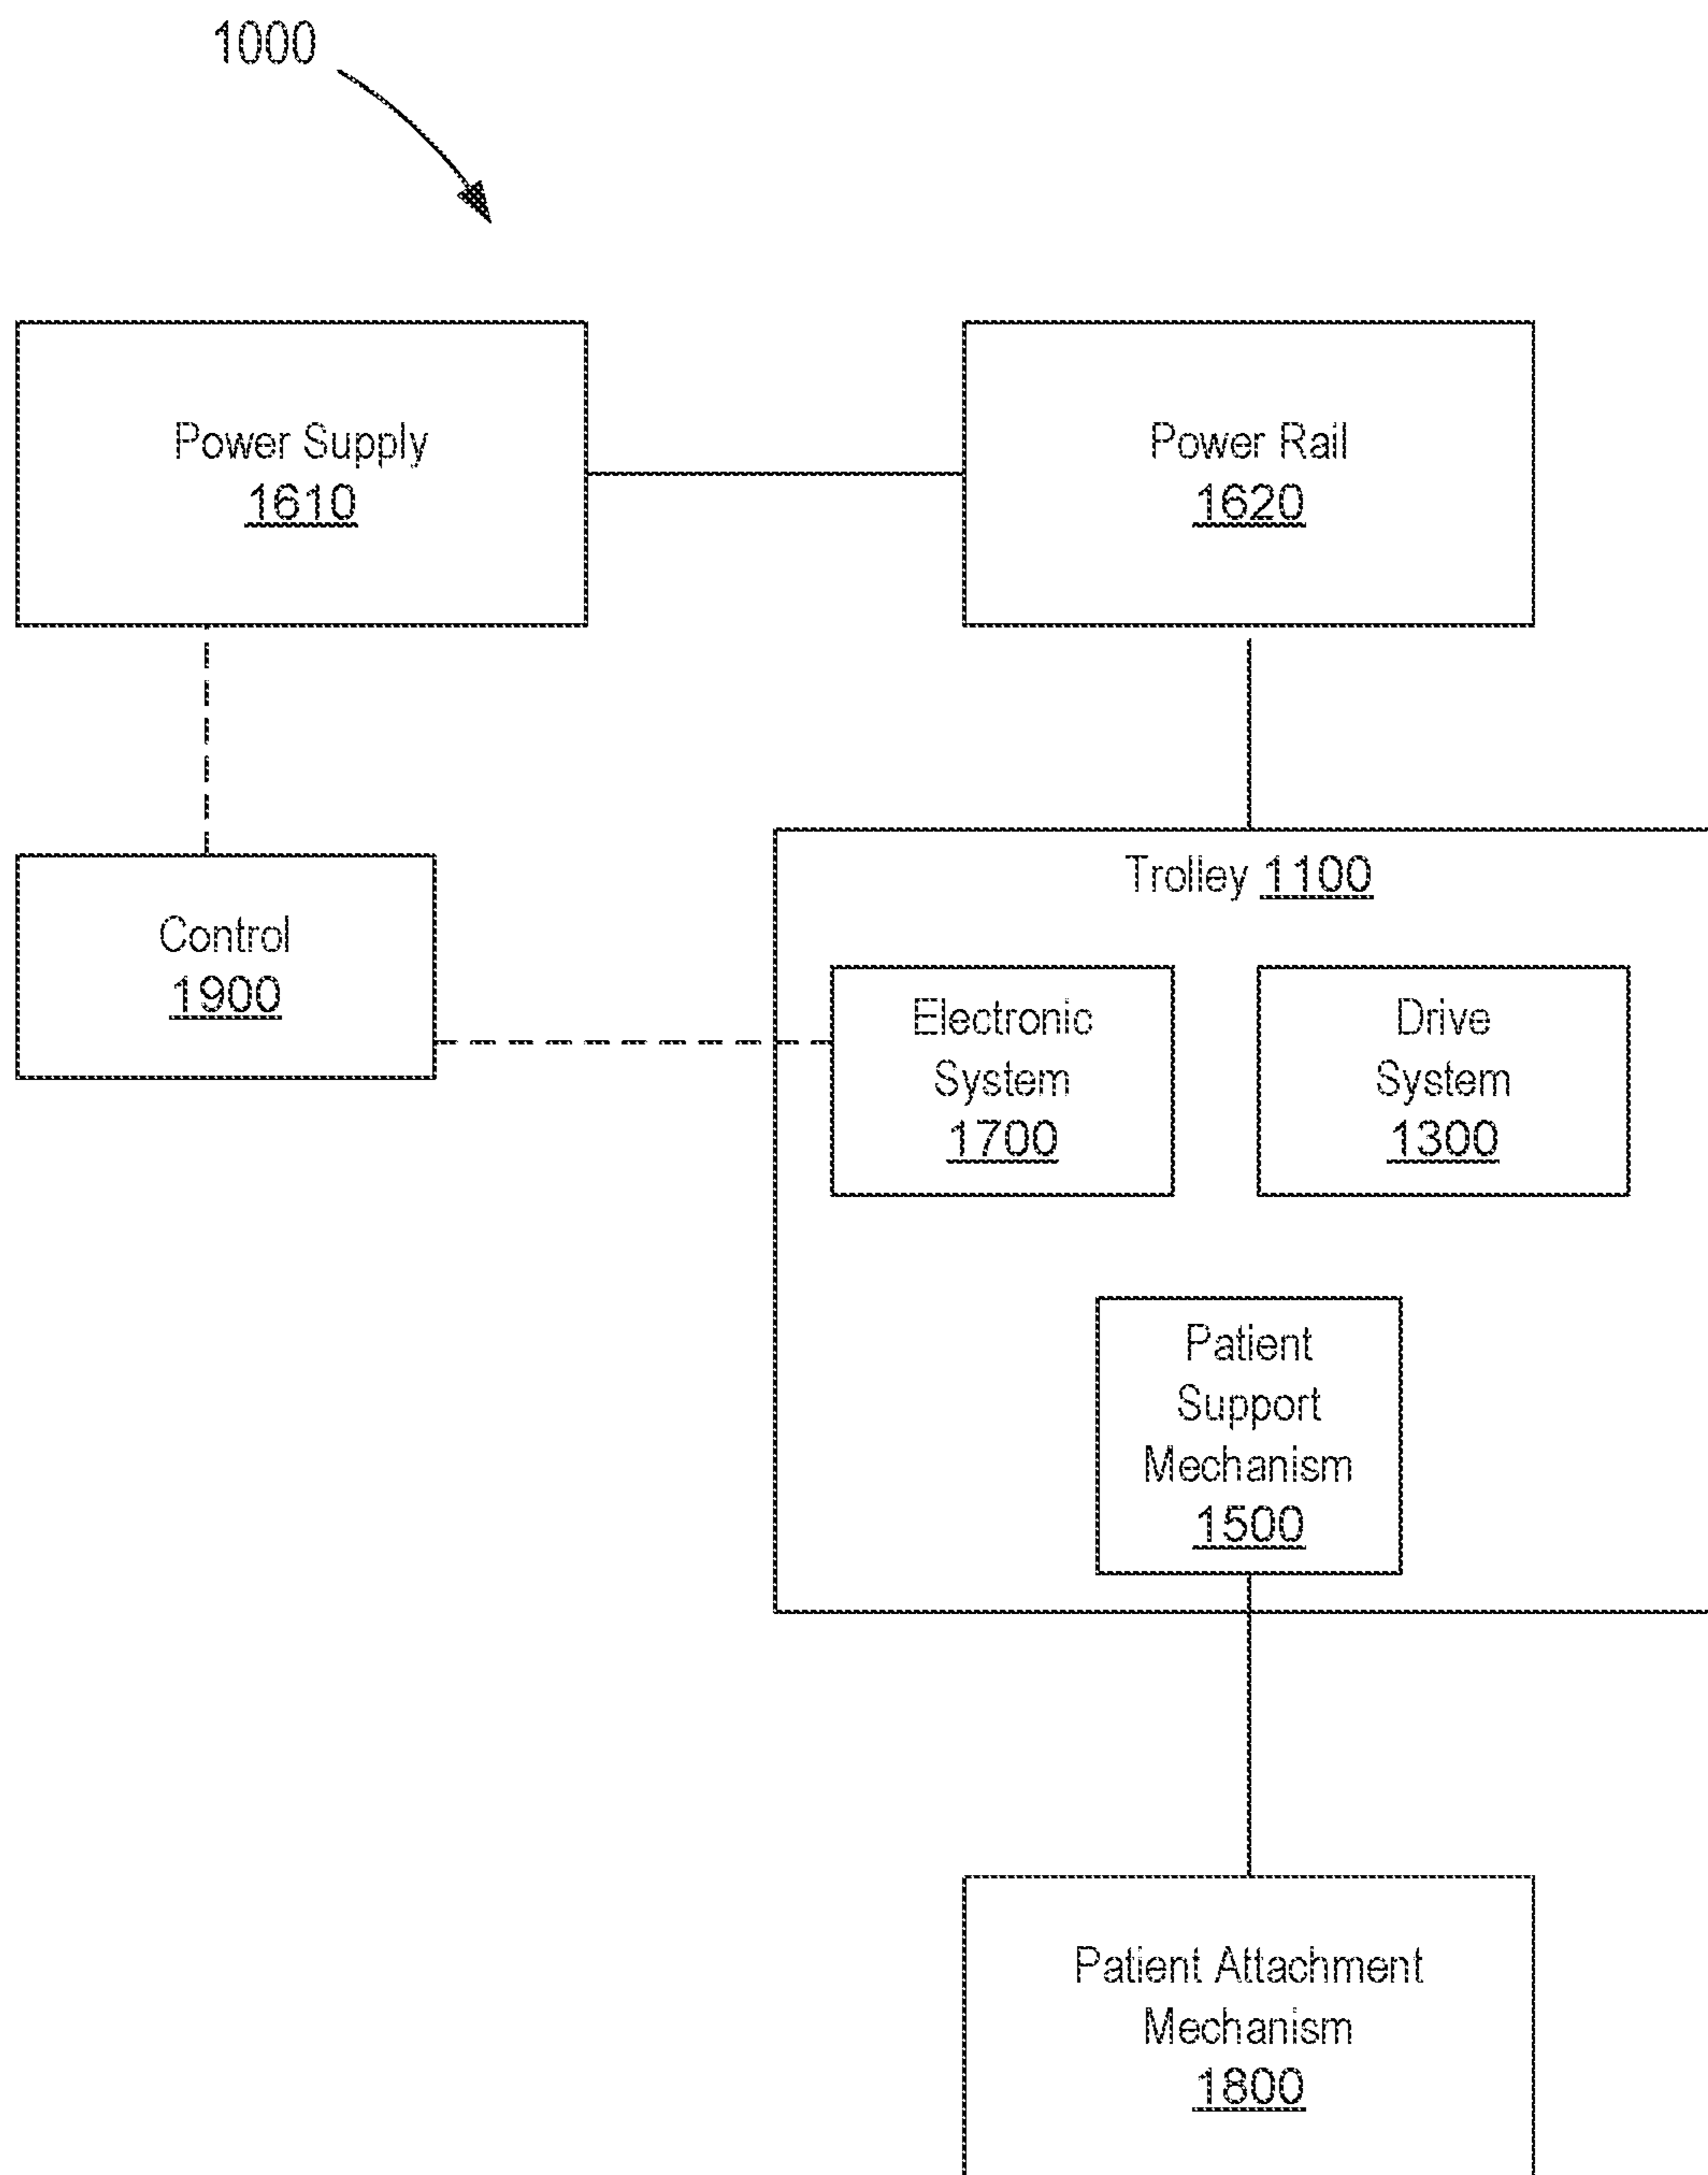 1000
Power Supply
1610
Power Rail
1620
Control
1900
Trolley 1100
Electronic
System
1700
Drive
System
1300
Patient
Support
Mechanism
1500
Patient Attachment
Mechanism
1800